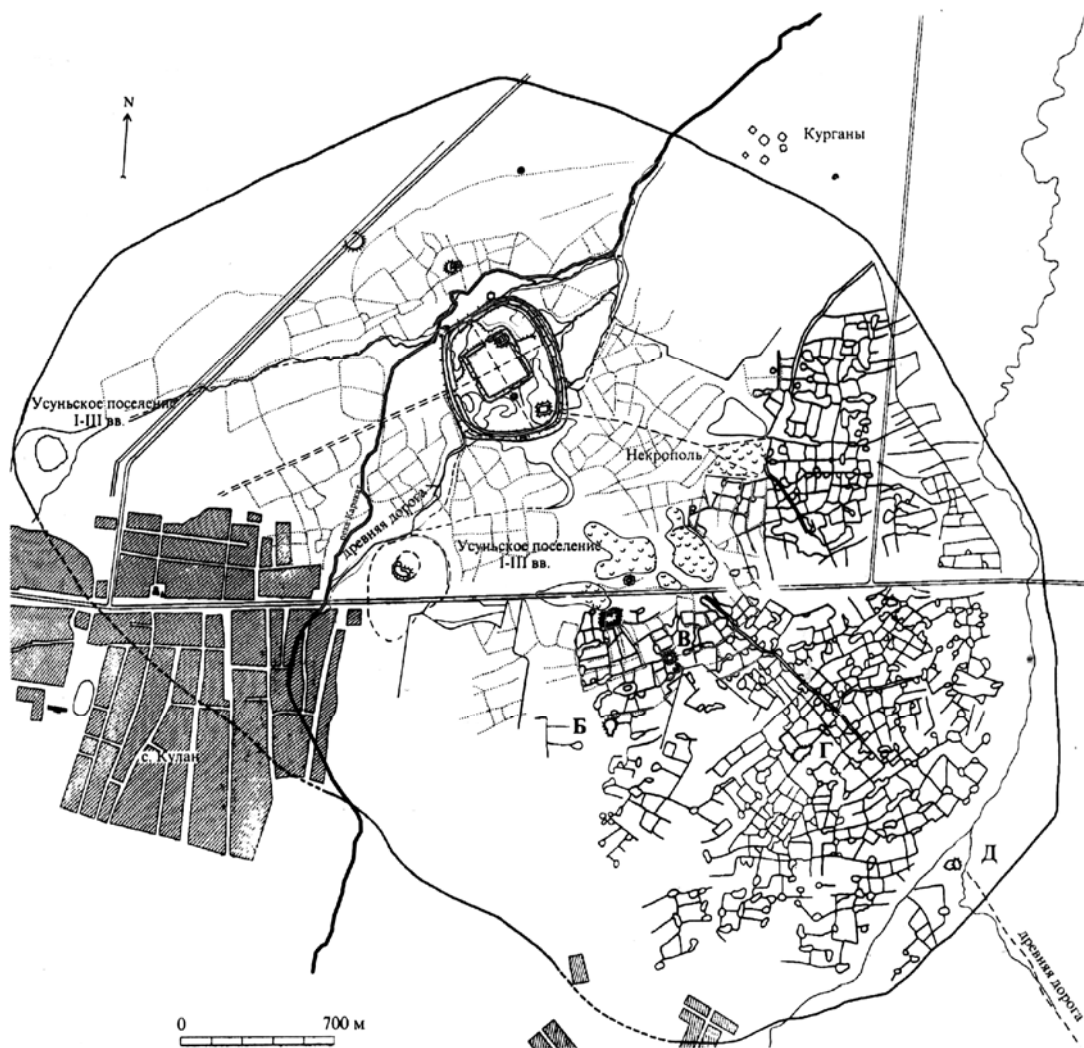 N
Курганы
Усуньское поселение
I-III вв.
Некрополь
древняя дорога
Усуньское поселение
I-III вв.
В
Б
Г
с. Кулан
Д
древняя дорога
0 700 м